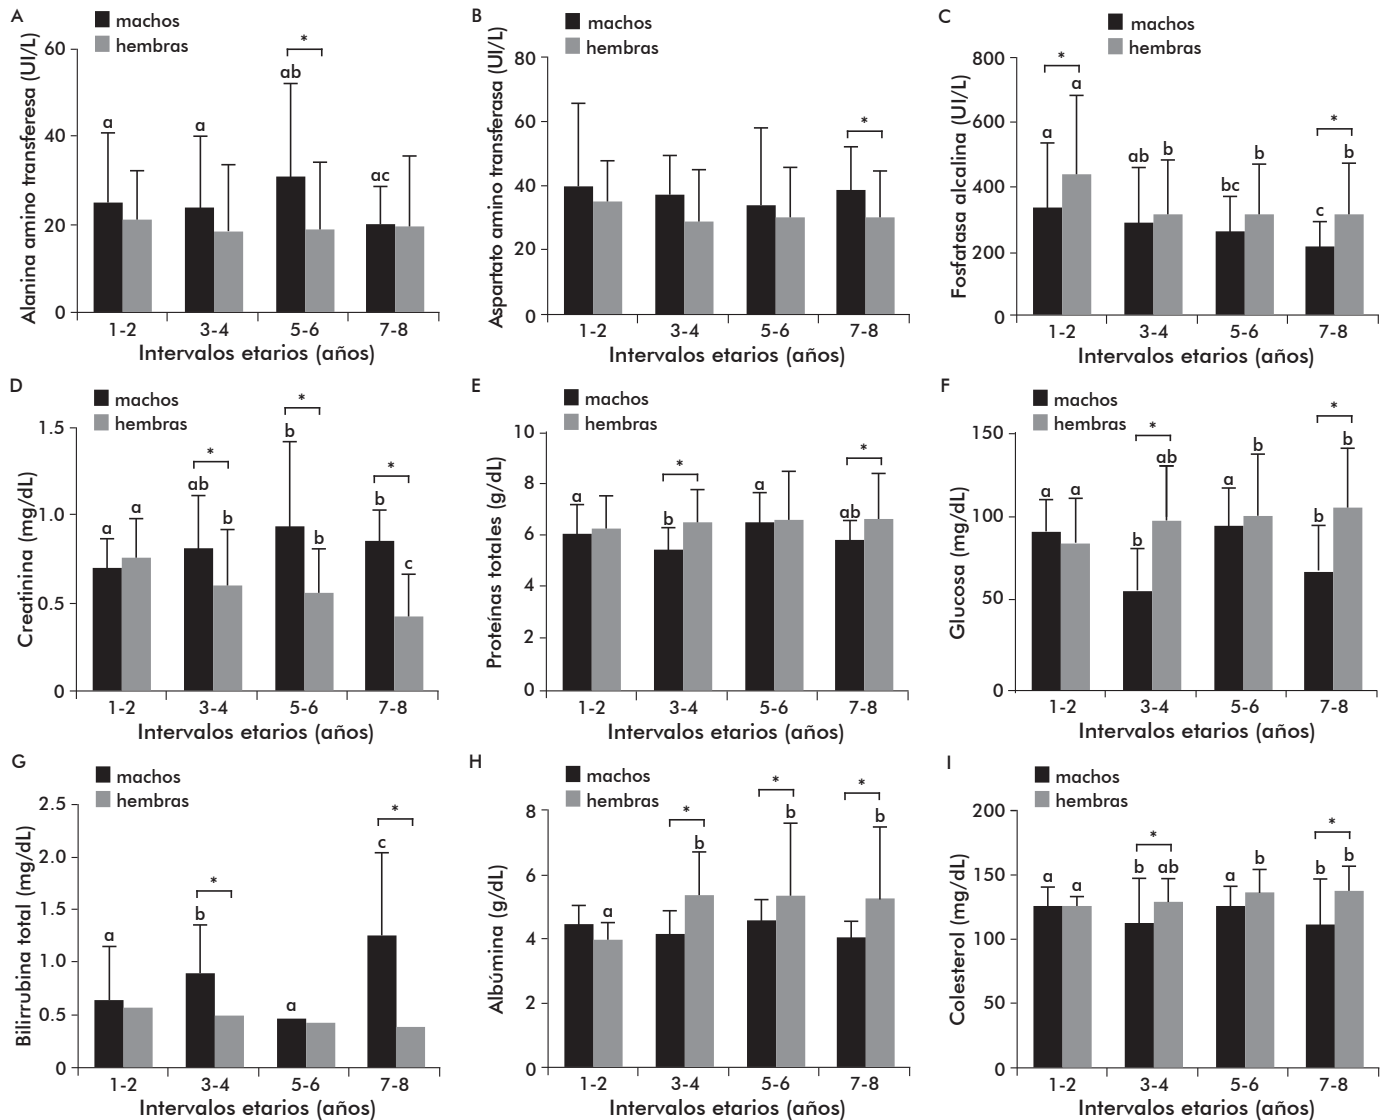 A
machos
hembras
Alanina amino transferesa (UI/L)
60
40
20
0
a
a
ab
*
ac
1-2
3-4
5-6
7-8
Intervalos etarios (años)
B
machos
hembras
Aspartato amino transferasa (UI/L)
80
60
40
20
0
*
1-2
3-4
5-6
7-8
Intervalos etarios (años)
C
machos
hembras
Fosfatasa alcalina (UI/L)
800
600
400
200
0
*
a
a
ab
b
bc
b
*
c
b
1-2
3-4
5-6
7-8
Intervalos etarios (años)
D
machos
hembras
Creatinina (mg/dL)
1.5
1.0
0.5
0
a
a
*
ab
b
*
b
b
*
b
c
1-2
3-4
5-6
7-8
Intervalos etarios (años)
E
machos
hembras
Proteínas totales (g/dL)
10
8
6
4
2
0
a
*
b
a
*
ab
1-2
3-4
5-6
7-8
Intervalos etarios (años)
F
machos
hembras
Glucosa (mg/dL)
150
100
50
0
a
a
*
b
ab
a
b
*
b
b
1-2
3-4
5-6
7-8
Intervalos etarios (años)
G
machos
hembras
Bilirrubina total (mg/dL)
2.5
2.0
1.5
1.0
0.5
0
a
*
b
a
*
c
1-2
3-4
5-6
7-8
Intervalos etarios (años)
H
machos
hembras
Albúmina (g/dL)
8
6
4
2
0
a
*
b
*
b
*
b
1-2
3-4
5-6
7-8
Intervalos etarios (años)
I
machos
hembras
Colesterol (mg/dL)
200
150
100
50
0
a
a
*
b
ab
a
b
*
b
b
1-2
3-4
5-6
7-8
Intervalos etarios (años)